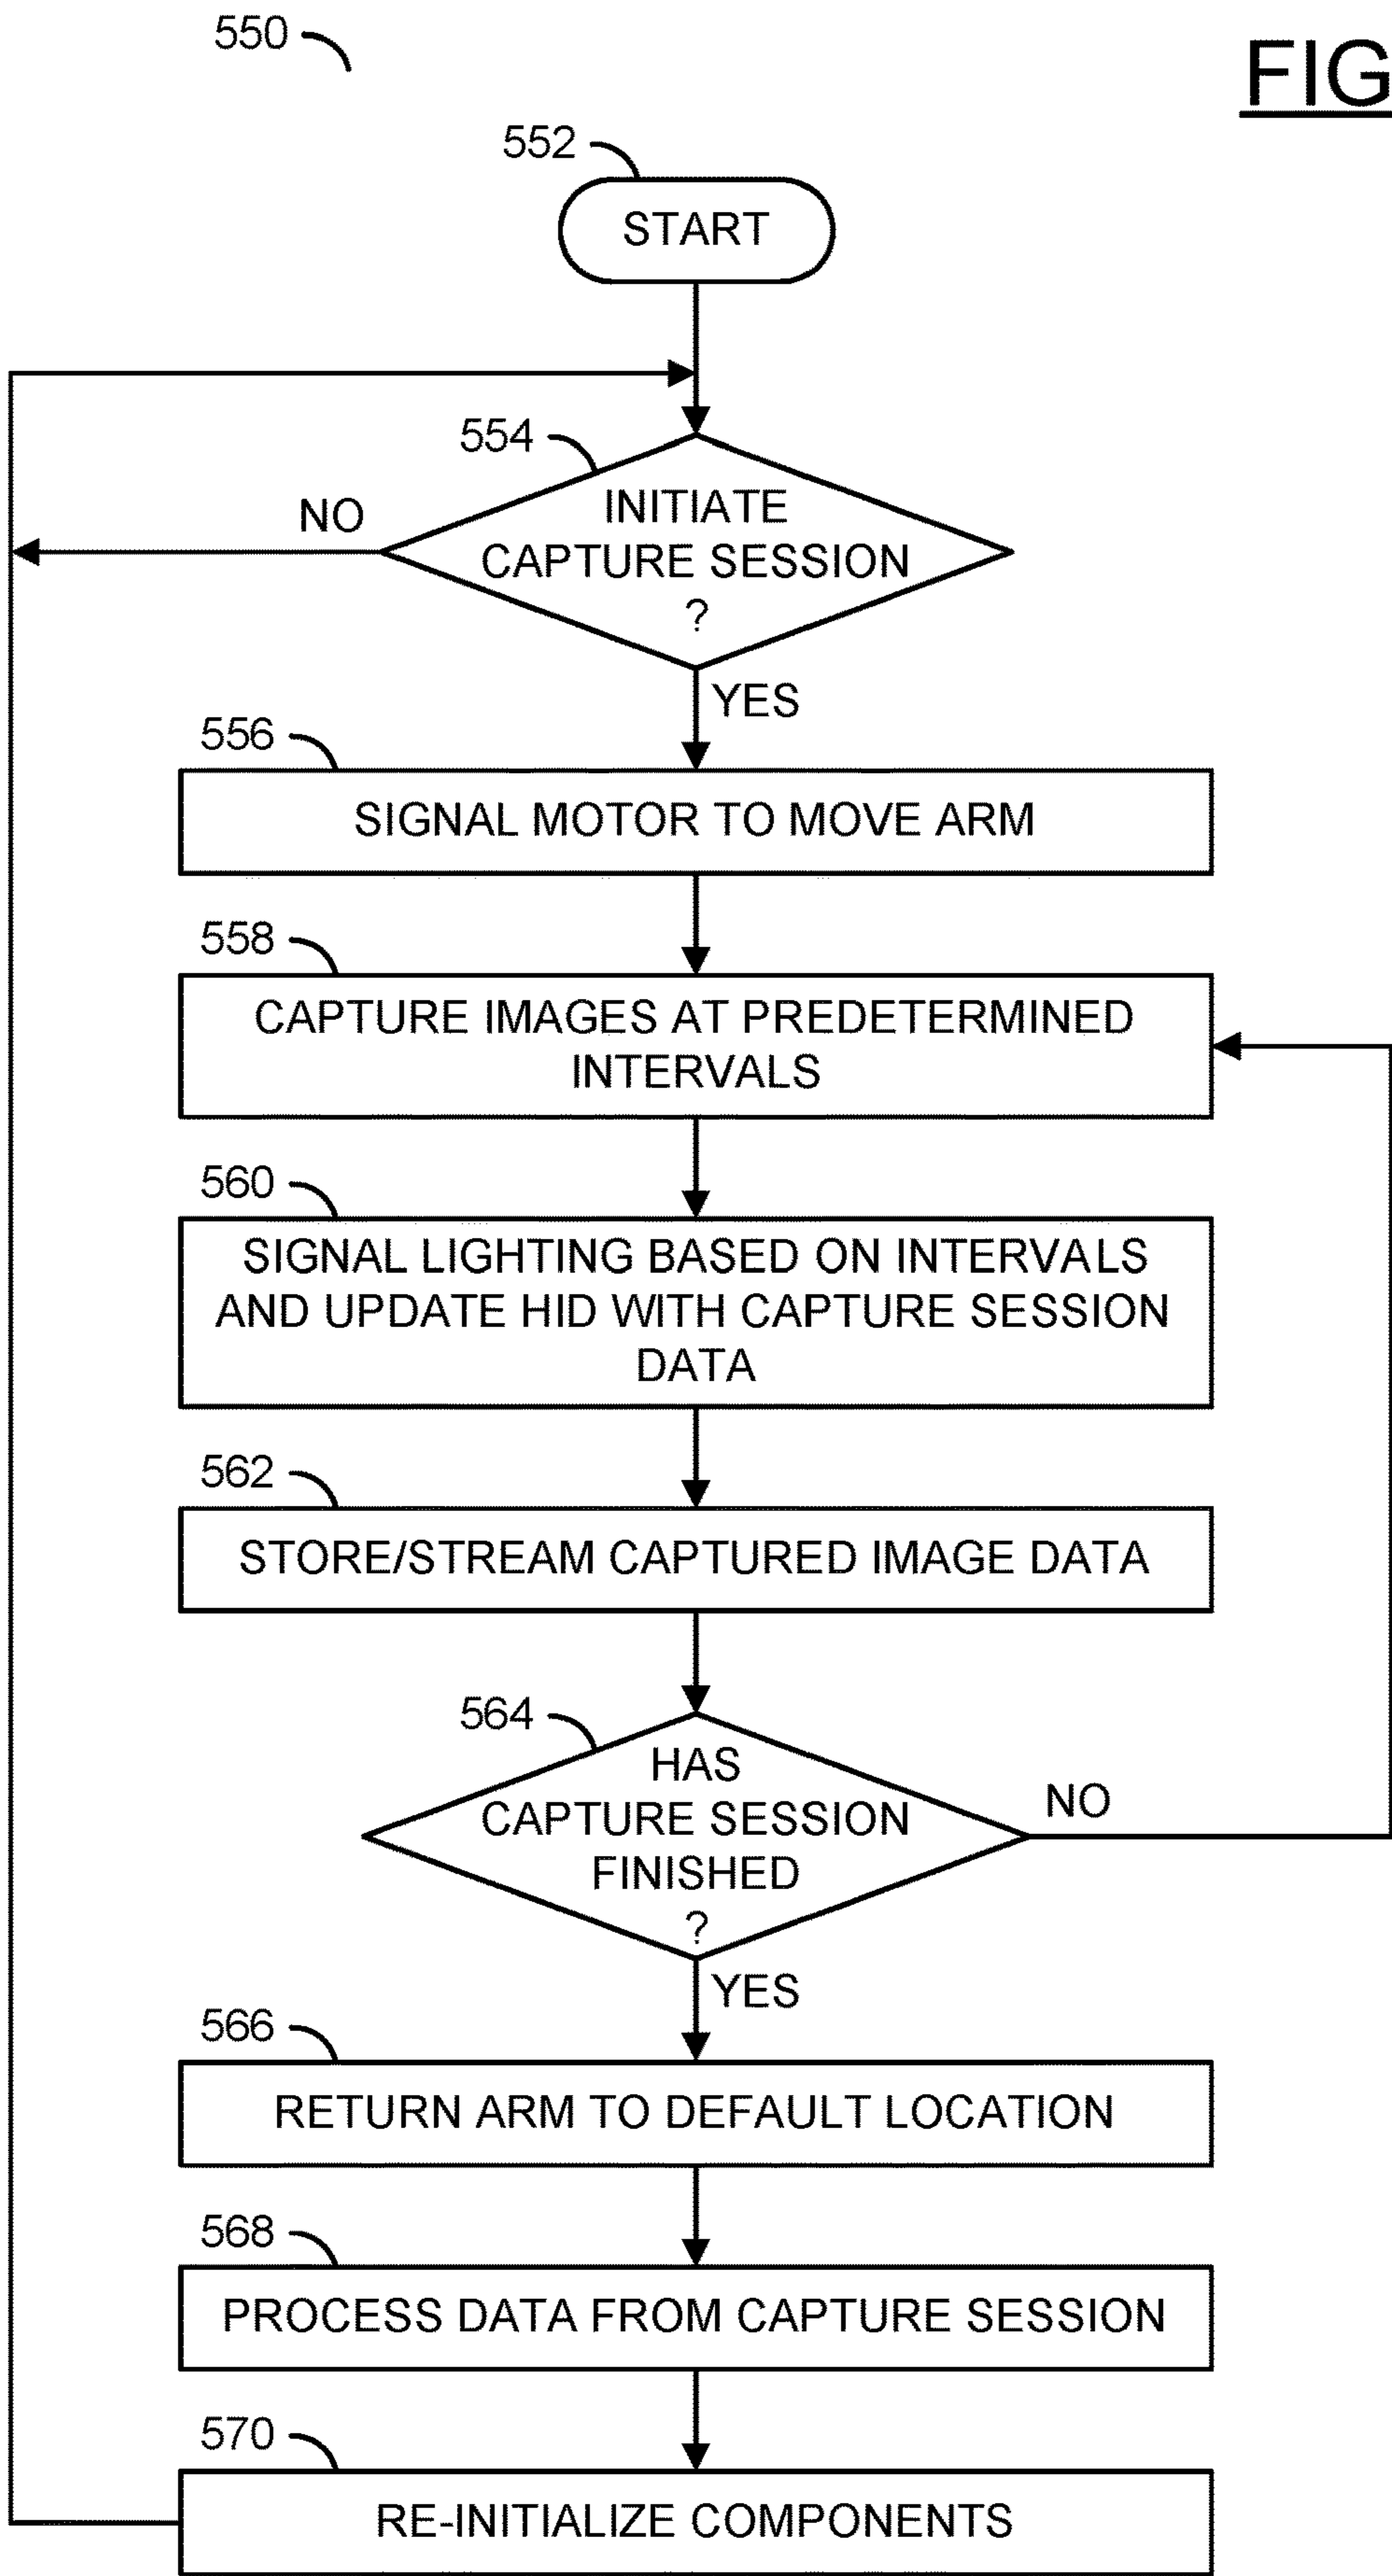 550
FIG
552
START
554
NO
INITIATE
CAPTURE SESSION
?
YES
556
SIGNAL MOTOR TO MOVE ARM
558
CAPTURE IMAGES AT PREDETERMINED
INTERVALS
560
SIGNAL LIGHTING BASED ON INTERVALS
AND UPDATE HID WITH CAPTURE SESSION
DATA
562
STORE/STREAM CAPTURED IMAGE DATA
564
HAS
CAPTURE SESSION
FINISHED
?
NO
YES
566
RETURN ARM TO DEFAULT LOCATION
568
PROCESS DATA FROM CAPTURE SESSION
570
RE-INITIALIZE COMPONENTS